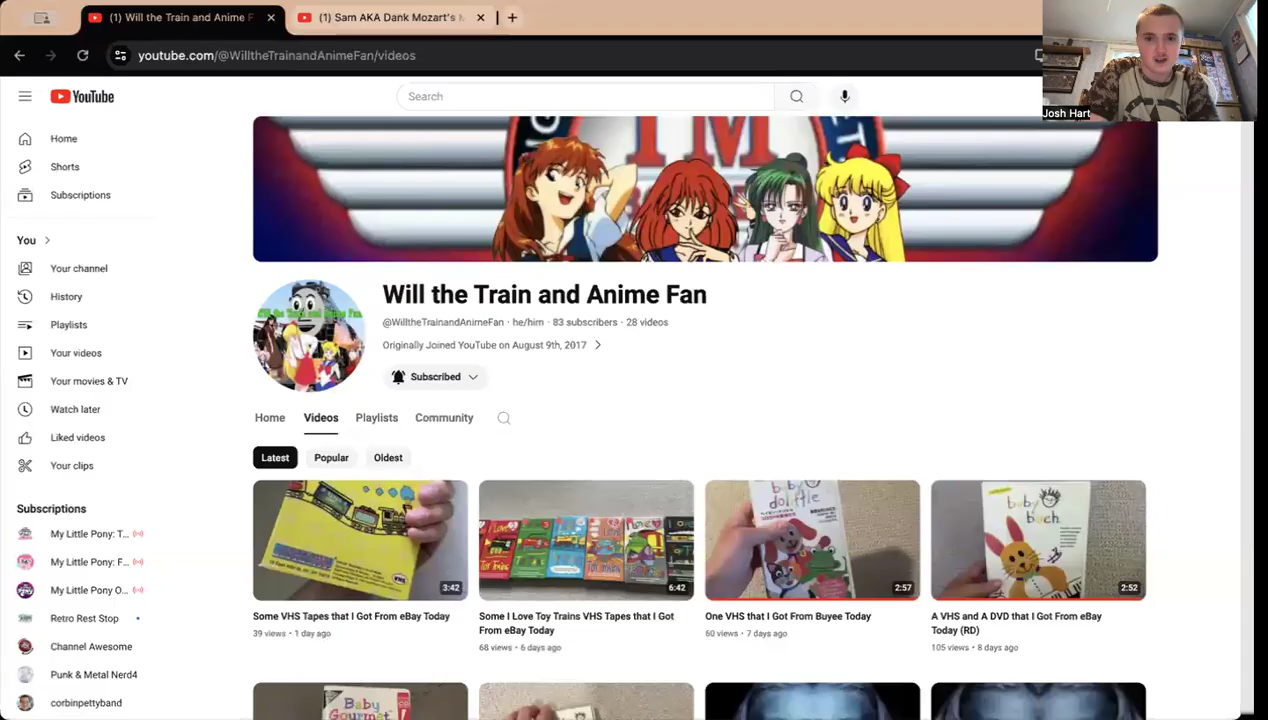 (1) Will the Train and Anime F
(1) Sam AKA Dank Mozart's M
youtube.com/@WilltheTrainandAnimeFan/videos
Josh Hart
YouTube
Search
Home
Shorts
Subscriptions
You
Your channel
History
Playlists
Your videos
Your movies & TV
Watch later
Liked videos
Your clips
Subscriptions
My Little Pony: T...
My Little Pony: F...
My Little Pony O...
Retro Rest Stop
Channel Awesome
Punk & Metal Nerd4
corbinpettyband
Will the Train and Anime Fan
Will the Train and Anime Fan
@WilltheTrainandAnimeFan · he/him · 83 subscribers · 28 videos
Originally Joined YouTube on August 9th, 2017
Subscribed
Home Videos Playlists Community
Latest Popular Oldest
3:42
Some VHS Tapes that I Got From eBay Today
39 views · 1 day ago
6:42
Some I Love Toy Trains VHS Tapes that I Got
From eBay Today
68 views · 6 days ago
baby
dolittle
2:57
One VHS that I Got From Buyee Today
60 views · 7 days ago
baby
bach
2:52
A VHS and A DVD that I Got From eBay
Today (RD)
105 views · 8 days ago
Baby
Gourmet